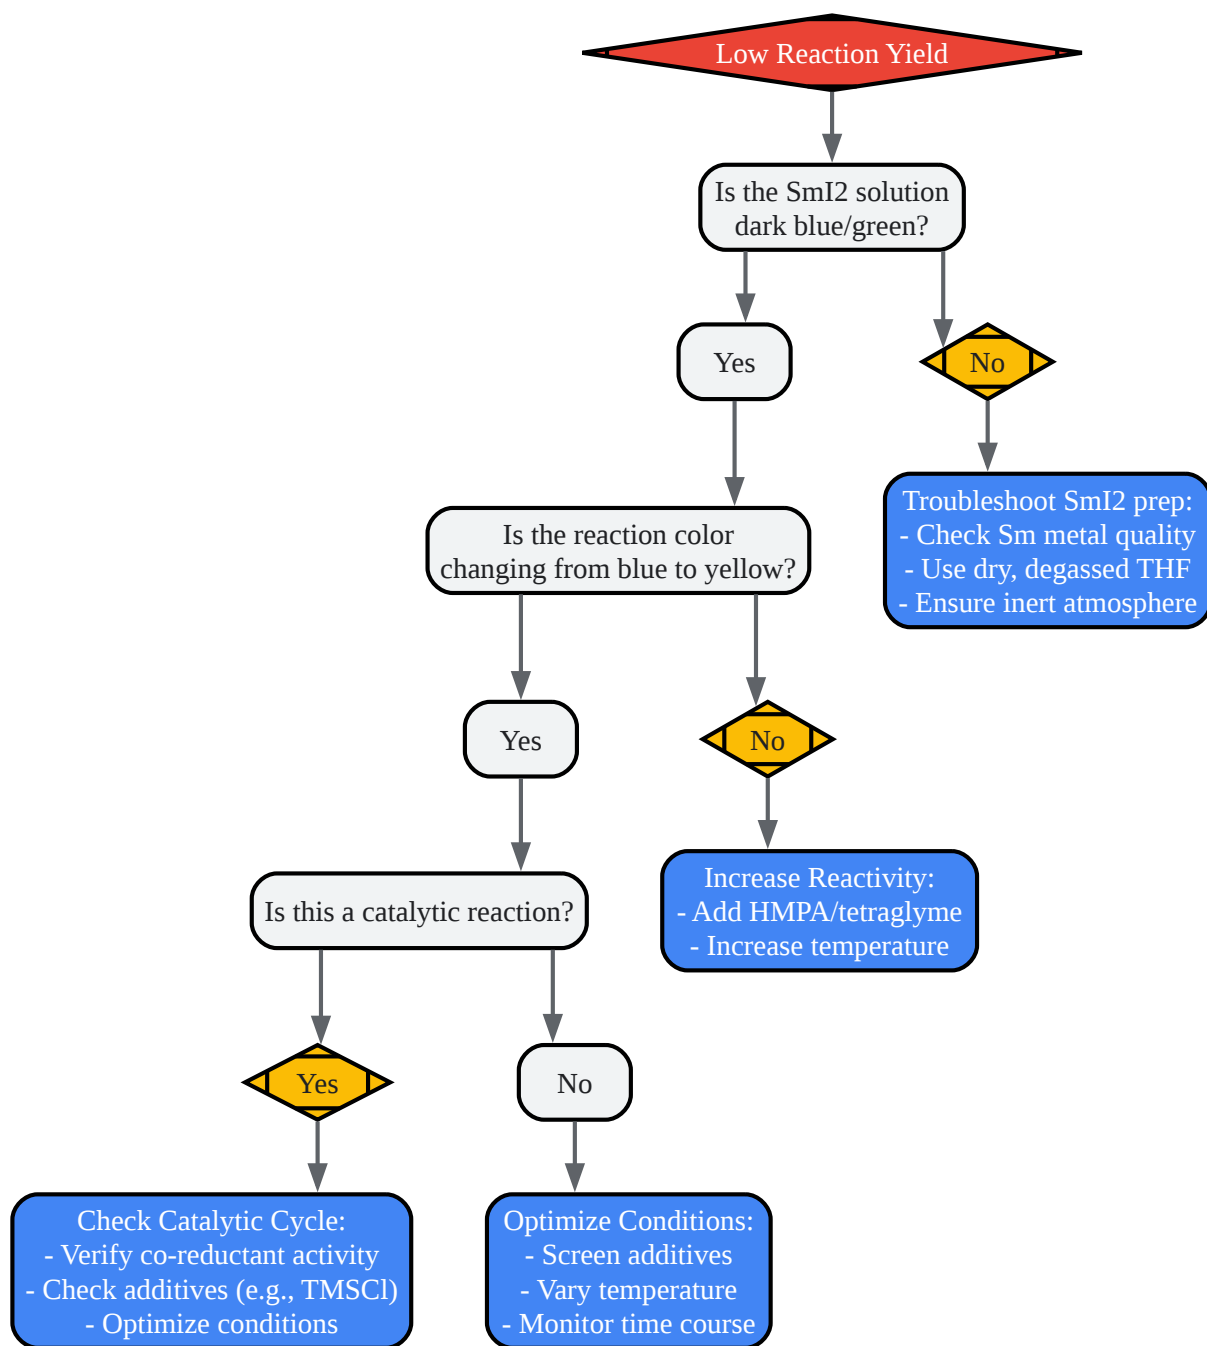 Low Reaction Yield
Is the SmI2 solution
dark blue/green?
Yes
No
Troubleshoot SmI2 prep:
- Check Sm metal quality
- Use dry, degassed THF
- Ensure inert atmosphere
Is the reaction color
changing from blue to yellow?
Yes
No
Increase Reactivity:
- Add HMPA/tetraglyme
- Increase temperature
Is this a catalytic reaction?
Yes
No
Check Catalytic Cycle:
- Verify co-reductant activity
- Check additives (e.g., TMSCl)
- Optimize conditions
Optimize Conditions:
- Screen additives
- Vary temperature
- Monitor time course